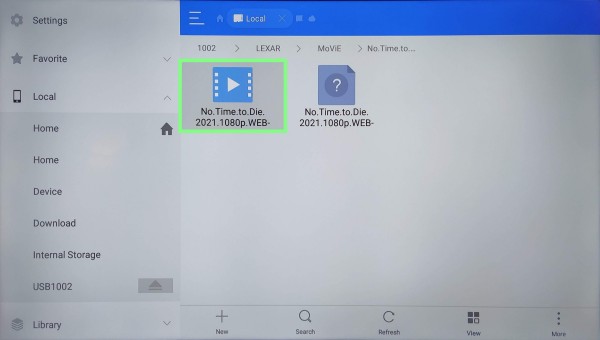 Settings
Favorite
Local
Home
Home
Device
Download
Internal Storage
USB1002
Library
Local
1002 > LEXAR > MoViE > No.Time.to....
No.Time.to.Die.
2021.1080p.WEB-
?
No.Time.to.Die.
2021.1080p.WEB-
New
Search
Refresh
View
More